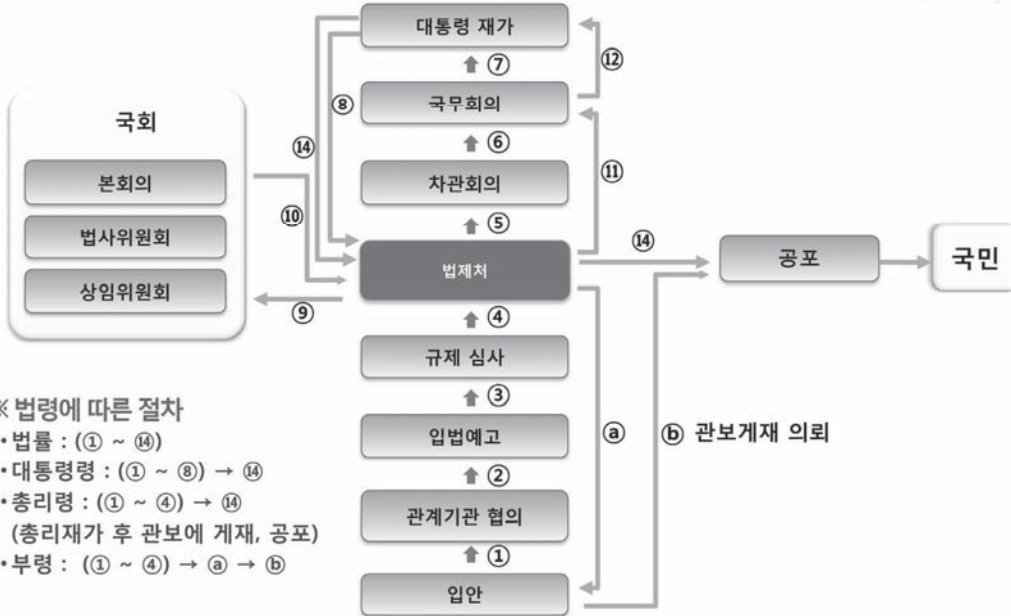 대통령 재가
⑦
⑫
국무회의
⑧
⑥
⑭
차관회의
⑪
⑤
국회
본회의
법사위원회
상임위원회
⑩
⑨
법제처
⑭
공포
국민
④
규제 심사
③
입법예고
ⓐ
ⓑ 관보게재 의뢰
②
관계기관 협의
①
입안
※ 법령에 따른 절차
•법률 : (① ~ ⑭)
•대통령령 : (① ~ ⑧) → ⑭
•총리령 : (① ~ ④) → ⑭
(총리재가 후 관보에 게재, 공포)
•부령 : (① ~ ④) → ⓐ → ⓑ